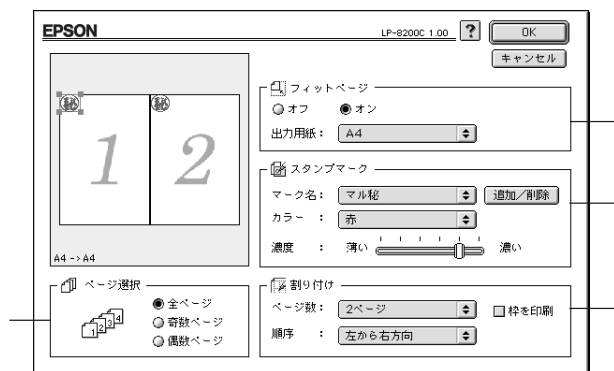 EPSON
LP-8200C 1.00
?
OK
キャンセル
秘
秘
1
2
A4 -> A4
フィットページ
オフ
オン
出力用紙：
A4
スタンプマーク
マーク名：
マル秘
追加／削除
カラー ：
赤
濃度 ：
薄い
濃い
ページ選択
1 2 3 4
全ページ
奇数ページ
偶数ページ
割り付け
ページ数：
2ページ
枠を印刷
順序 ：
左から右方向